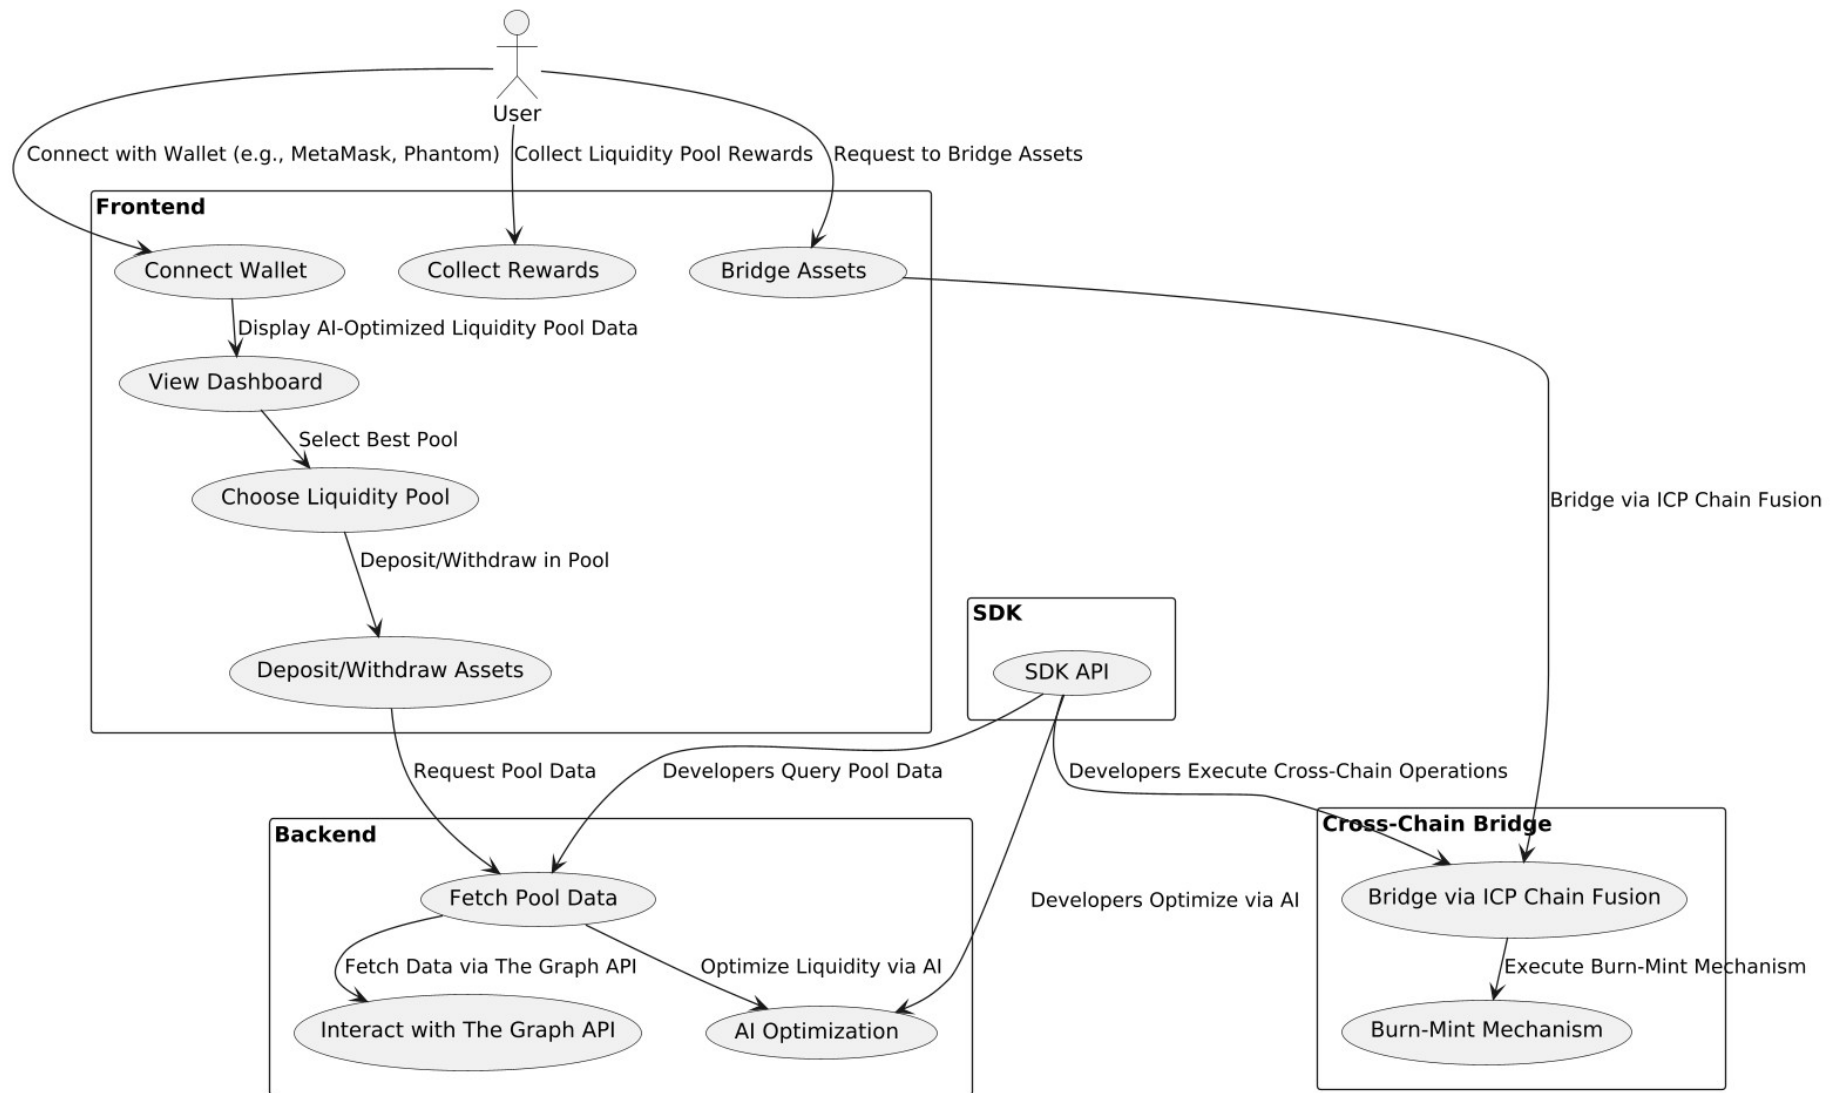 User
Connect with Wallet (e.g., MetaMask, Phantom)
Collect Liquidity Pool Rewards
Request to Bridge Assets
Frontend
Connect Wallet
Collect Rewards
Bridge Assets
Display AI-Optimized Liquidity Pool Data
View Dashboard
Select Best Pool
Choose Liquidity Pool
Bridge via ICP Chain Fusion
Deposit/Withdraw in Pool
SDK
Deposit/Withdraw Assets
SDK API
Request Pool Data
Developers Query Pool Data
Developers Execute Cross-Chain Operations
Backend
Cross-Chain Bridge
Fetch Pool Data
Developers Optimize via AI
Bridge via ICP Chain Fusion
Fetch Data via The Graph API
Optimize Liquidity via AI
Execute Burn-Mint Mechanism
Interact with The Graph API
AI Optimization
Burn-Mint Mechanism